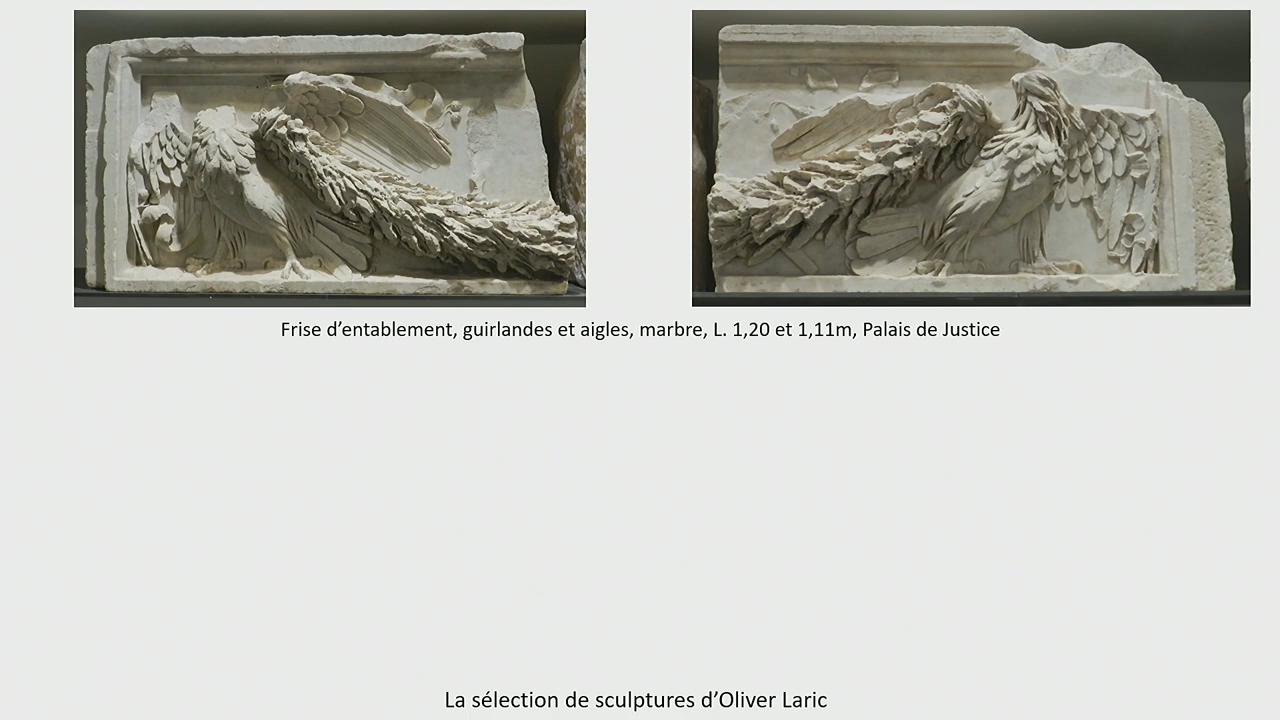 Frise d’entablement, guirlandes et aigles, marbre, L. 1,20 et 1,11m, Palais de Justice
La sélection de sculptures d’Oliver Laric